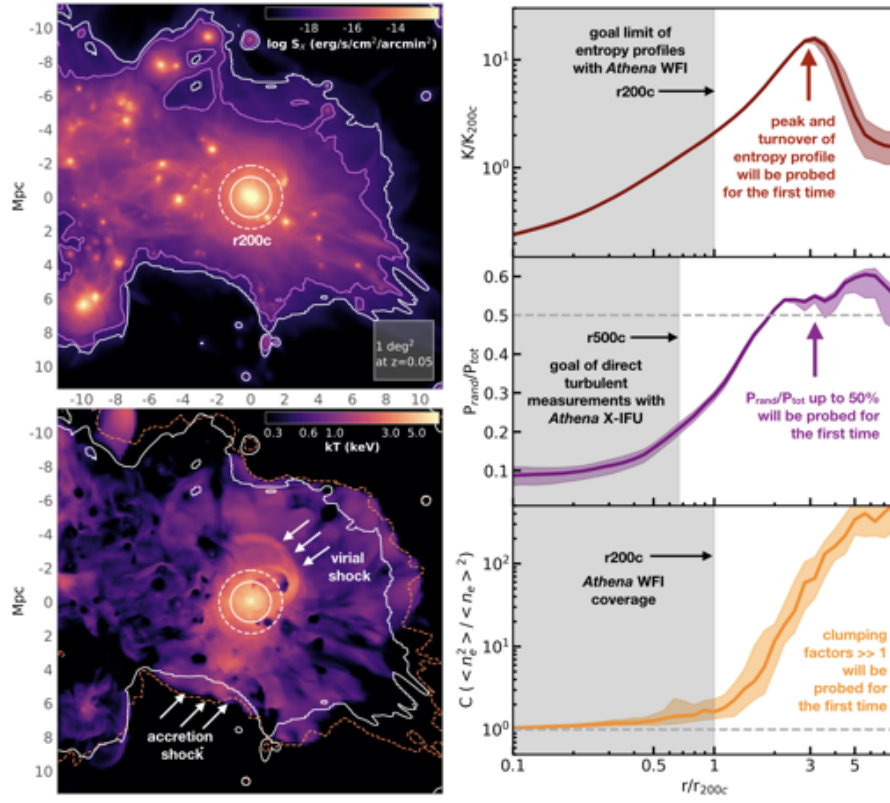 -18 -16 -14
log S_X (erg/s/cm²/arcmin²)
-10
-8
-6
-4
-2
0
2
4
6
8
10
Mpc
r200c
1 deg²
at z=0.05
-10 -8 -6 -4 -2 0 2 4 6 8 10
0.3 0.6 1.0 3.0 5.0
kT (keV)
-10
-8
-6
-4
-2
0
2
4
6
8
10
Mpc
virial
shock
accretion
shock
10¹
10⁰
K/K_200c
goal limit of
entropy profiles
with Athena WFI
r200c
peak and
turnover of
entropy profile
will be probed
for the first time
0.6
0.5
0.4
0.3
0.2
0.1
P_rand/P_tot
r500c
goal of direct
turbulent
measurements with
Athena X-IFU
P_rand/P_tot up to 50%
will be probed for
the first time
10²
10¹
10⁰
C ( < n_e² > / < n_e > ²)
r200c
Athena WFI
coverage
clumping
factors >> 1
will be
probed for
the first time
0.1 0.5 1 3 5
r/r_200c